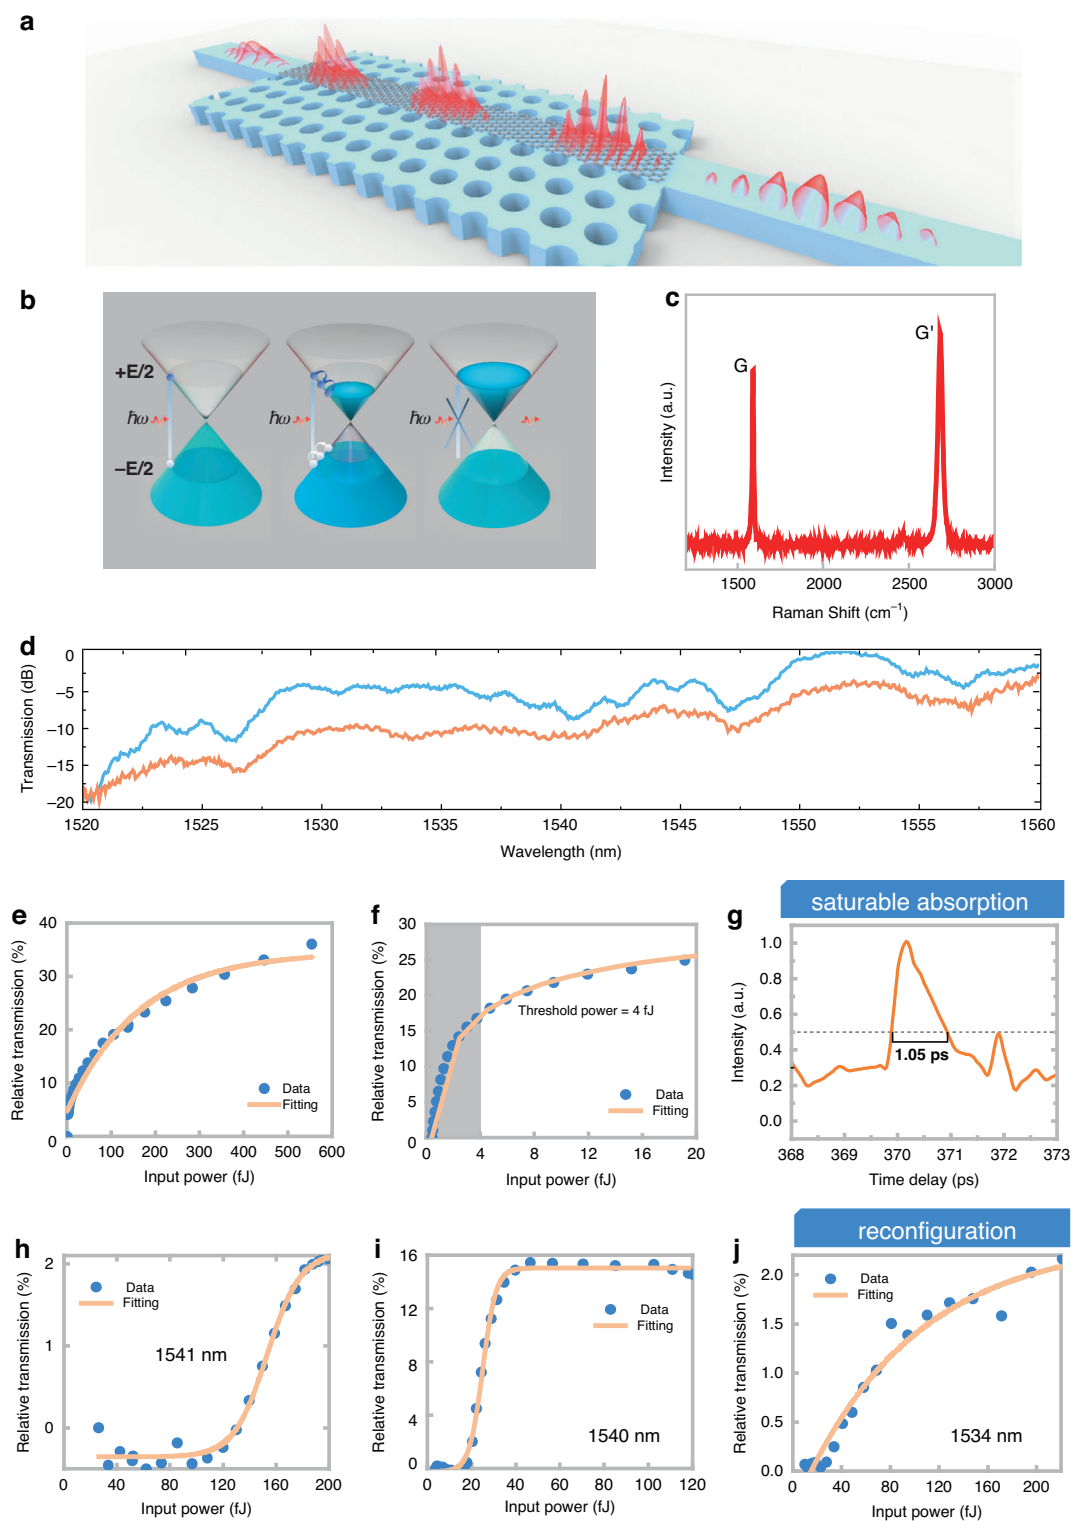 a
b
+E/2
ħω
ħω
ħω
–E/2
c
G'
G
Intensity (a.u.)
1500 2000 2500 3000
Raman Shift (cm⁻¹)
d
Transmission (dB)
0
–5
–10
–15
–20
1520 1525 1530 1535 1540 1545 1550 1555 1560
Wavelength (nm)
e
Relative transmission (%)
40
30
20
10
0
Data
Fitting
0 100 200 300 400 500 600
Input power (fJ)
f
Relative transmission (%)
30
25
20
15
10
5
0
Threshold power = 4 fJ
Data
Fitting
0 4 8 12 16 20
Input power (fJ)
saturable absorption
g
Intensity (a.u.)
1.0
0.8
0.6
0.4
0.2
0.0
1.05 ps
368 369 370 371 372 373
Time delay (ps)
h
Relative transmission (%)
2
1
0
Data
Fitting
1541 nm
0 40 80 120 160 200
Input power (fJ)
i
Relative transmission (%)
16
12
8
4
0
Data
Fitting
1540 nm
0 20 40 60 80 100 120
Input power (fJ)
reconfiguration
j
Relative transmission (%)
2.0
1.5
1.0
0.5
0.0
Data
Fitting
1534 nm
0 40 80 120 160 200
Input power (fJ)